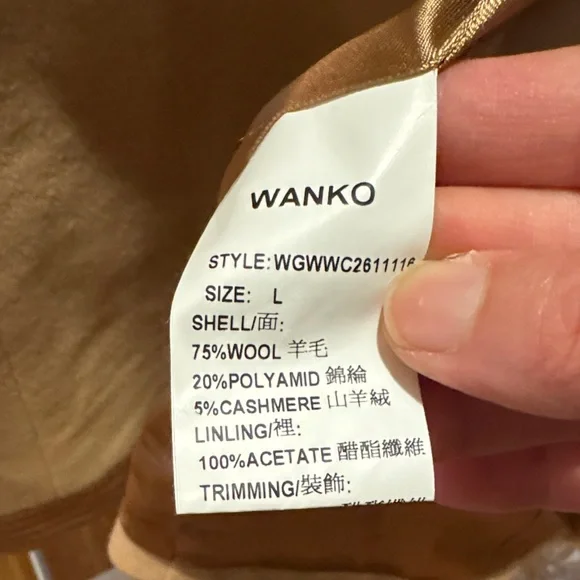 WANKO
STYLE:WGWWC2611116
SIZE: L
SHELL/面:
75%WOOL 羊毛
20%POLYAMID 錦綸
5%CASHMERE 山羊絨
LINLING/裡:
100%ACETATE 醋酯纖維
TRIMMING/裝飾: